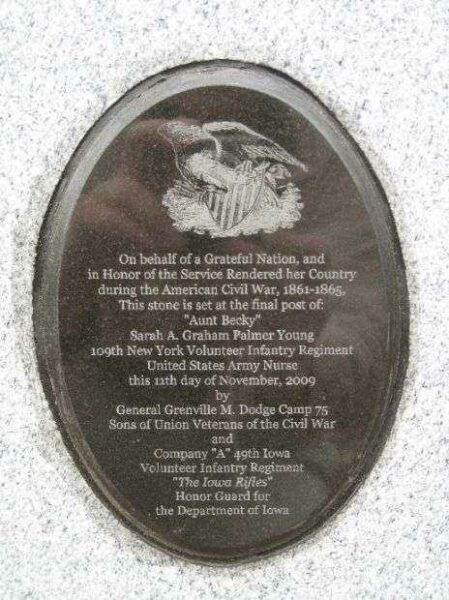 On behalf of a Grateful Nation, and
in Honor of the Service Rendered her Country
during the American Civil War, 1861-1865,
This stone is set at the final post of:
"Aunt Becky"
Sarah A. Graham Palmer Young
109th New York Volunteer Infantry Regiment
United States Army Nurse
this 11th day of November, 2009
by
General Grenville M. Dodge Camp 75
Sons of Union Veterans of the Civil War
and
Company "A" 49th Iowa
Volunteer Infantry Regiment
"The Iowa Rifles"
Honor Guard for
the Department of Iowa